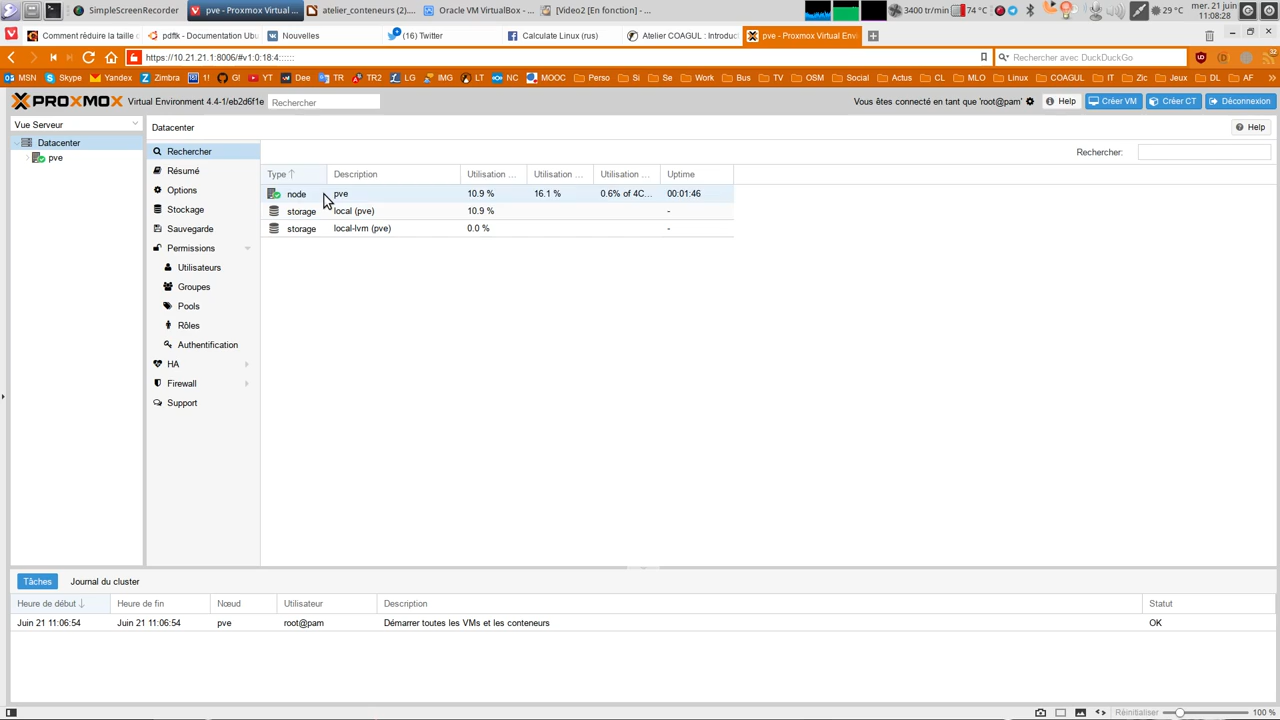 SimpleScreenRecorder
pve - Proxmox Virtual ...
atelier_conteneurs (2)....
Oracle VM VirtualBox - ...
[Video2 [En fonction] - ...
3400 tr/min
74 °C
29 °C
mer. 21 juin
11:08:28
Comment réduire la taille d
pdftk - Documentation Ubu
Nouvelles
(16) Twitter
Calculate Linux (rus)
Atelier COAGUL : Introduct
pve - Proxmox Virtual Envi
https://10.21.21.1:8006/#v1:0:18:4::::::
Rechercher avec DuckDuckGo
32
MSN
Skype
Yandex
Zimbra
1!
G!
YT
Dee
TR
TR2
LG
IMG
LT
NC
MOOC
Perso
Si
Se
Work
Bus
TV
OSM
Social
Actus
CL
MLO
Linux
COAGUL
IT
Zic
Jeux
DL
AF
PROXMOX
Virtual Environment 4.4-1/eb2d6f1e
Rechercher
Vous êtes connecté en tant que 'root@pam'
Help
Créer VM
Créer CT
Déconnexion
Vue Serveur
Datacenter
pve
Datacenter
Help
Rechercher
Résumé
Options
Stockage
Sauvegarde
Permissions
Utilisateurs
Groupes
Pools
Rôles
Authentification
HA
Firewall
Support
Rechercher:
Type Description Utilisation ... Utilisation ... Utilisation ... Uptime
node pve 10.9 % 16.1 % 0.6% of 4C... 00:01:46
storage local (pve) 10.9 % -
storage local-lvm (pve) 0.0 % -
Tâches
Journal du cluster
Heure de début ↓ Heure de fin Nœud Utilisateur Description Statut
Juin 21 11:06:54 Juin 21 11:06:54 pve root@pam Démarrer toutes les VMs et les conteneurs OK
Réinitialiser
100 %